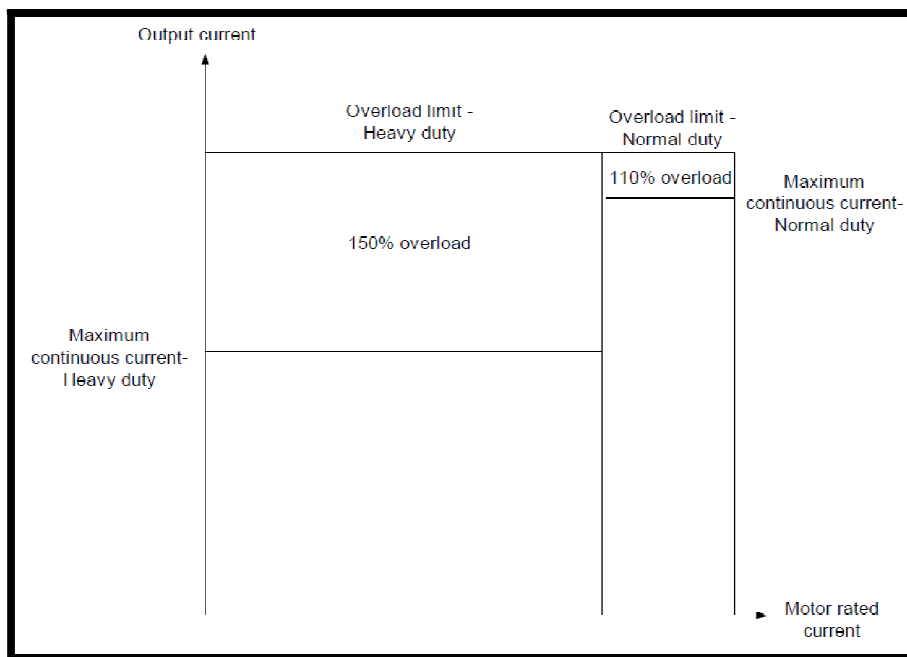 Output current
Overload limit -
Heavy duty
Overload limit -
Normal duty
110% overload
Maximum
continuous current-
Normal duty
150% overload
Maximum
continuous current-
Heavy duty
Motor rated
current